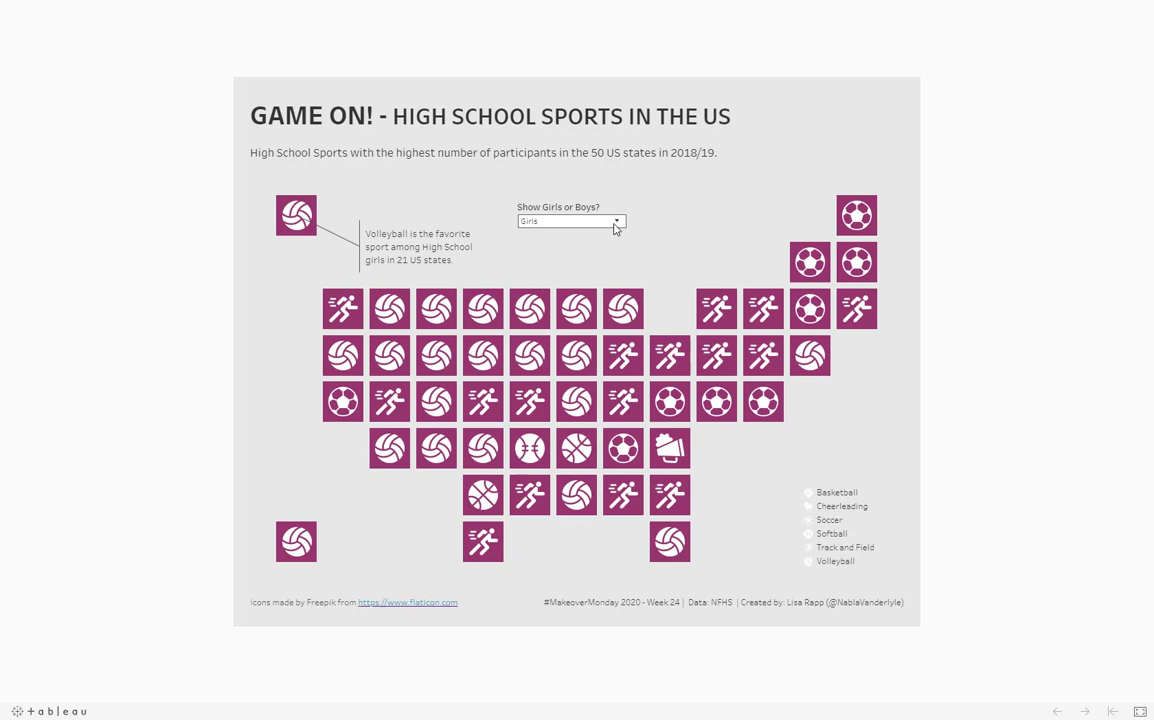 GAME ON! - HIGH SCHOOL SPORTS IN THE US
High School Sports with the highest number of participants in the 50 US states in 2018/19.
Show Girls or Boys?
Girls
Volleyball is the favorite
sport among High School
girls in 21 US states.
Basketball
Cheerleading
Soccer
Softball
Track and Field
Volleyball
Icons made by Freepik from https://www.flaticon.com
#MakeoverMonday 2020 - Week 24 | Data: NFHS | Created by: Lisa Rapp (@NablaVanderlyle)
+ableau